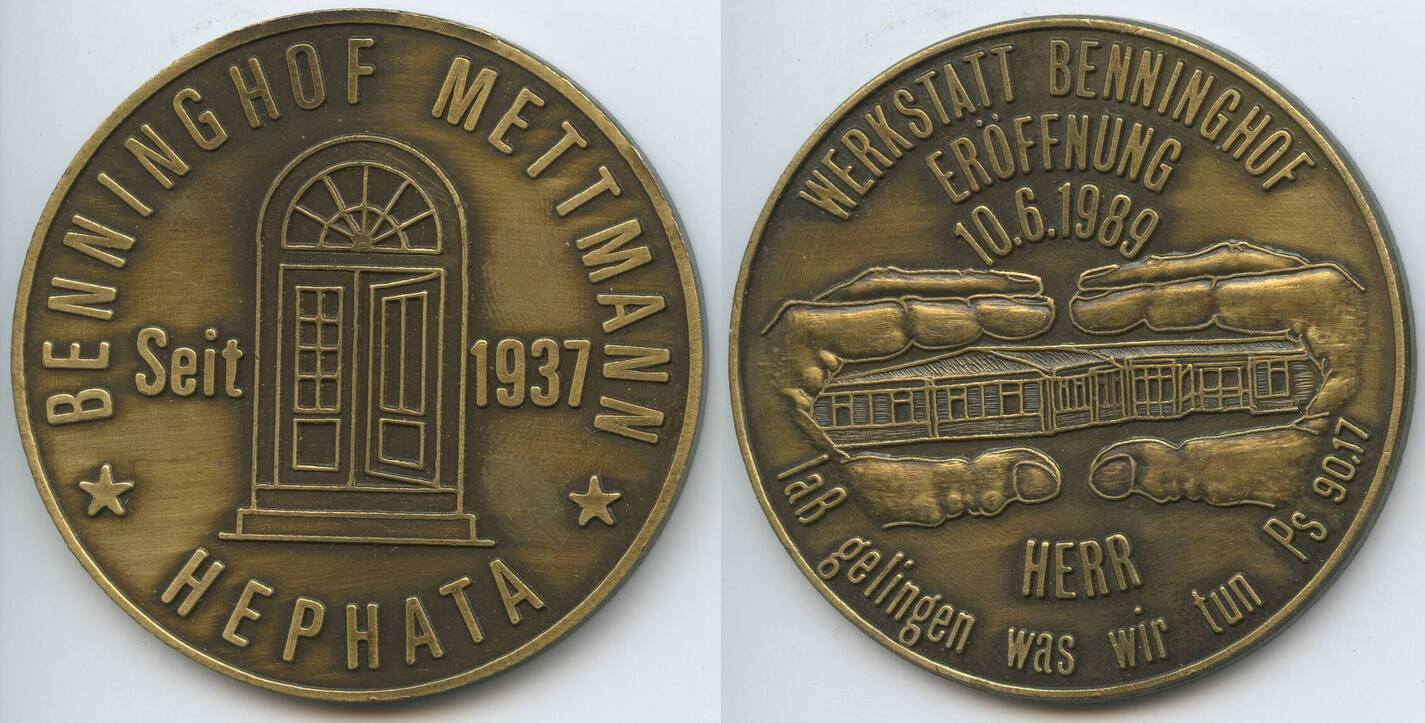 BENNINGHOF METTMANN
Seit 1937
HEPHATA
WERKSTATT BENNINGHOF
ERÖFFNUNG
10.6.1989
HERR
laß gelingen was wir tun Ps 90.17